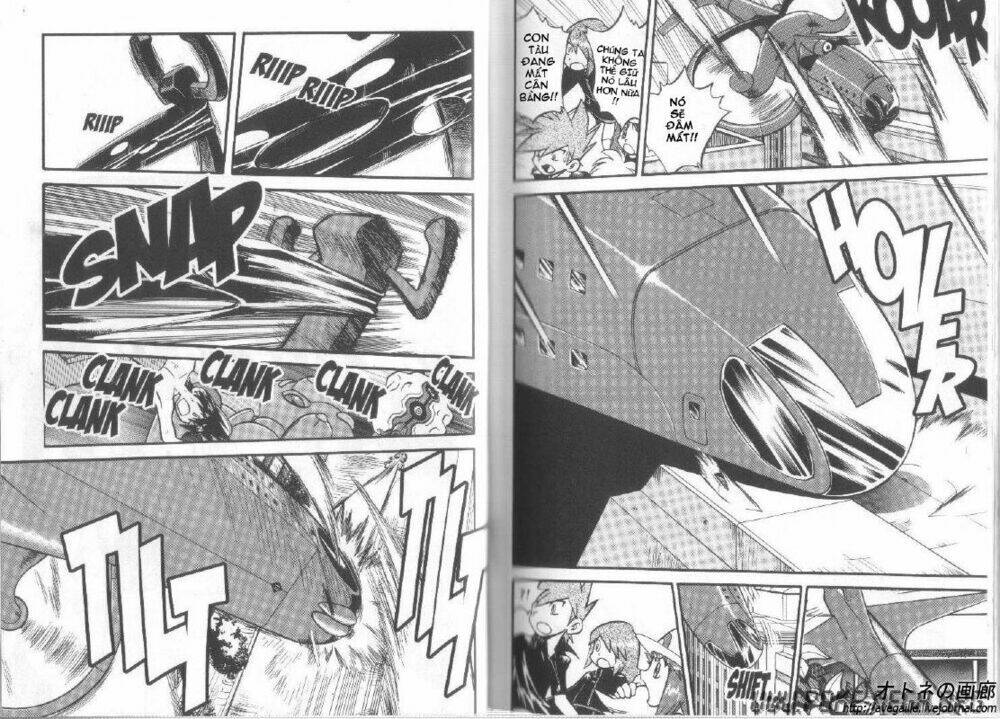 RIIIP
RIIIP
RIIIP
SNAP
CLANK
CLANK
CLANK
CLANK
CLANK
TILT
TILT
CON
TÀU
ĐANG
MẤT
CÂN
BẰNG!!
CHÚNG TA
KHÔNG
THỂ GIỮ
NÓ LÂU
HƠN NỮA
!!
NÓ
SẼ
ĐÂM
MẤT!!
HOLLER
?!
SHIFT
オトネの画廊